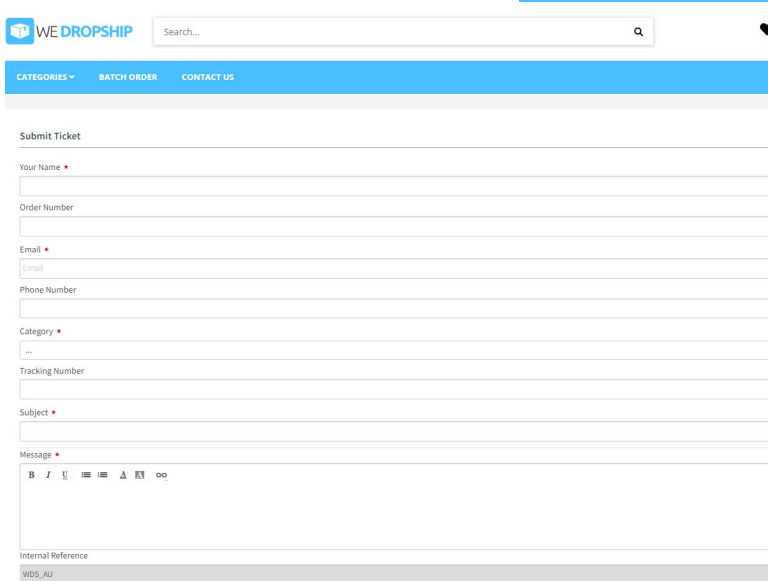 WE DROPSHIP
Search...
CATEGORIES
BATCH ORDER
CONTACT US
Submit Ticket
Your Name *
Order Number
Email *
Email
Phone Number
Category *
...
Tracking Number
Subject *
Message *
B I U A A
Internal Reference
WDS_AU